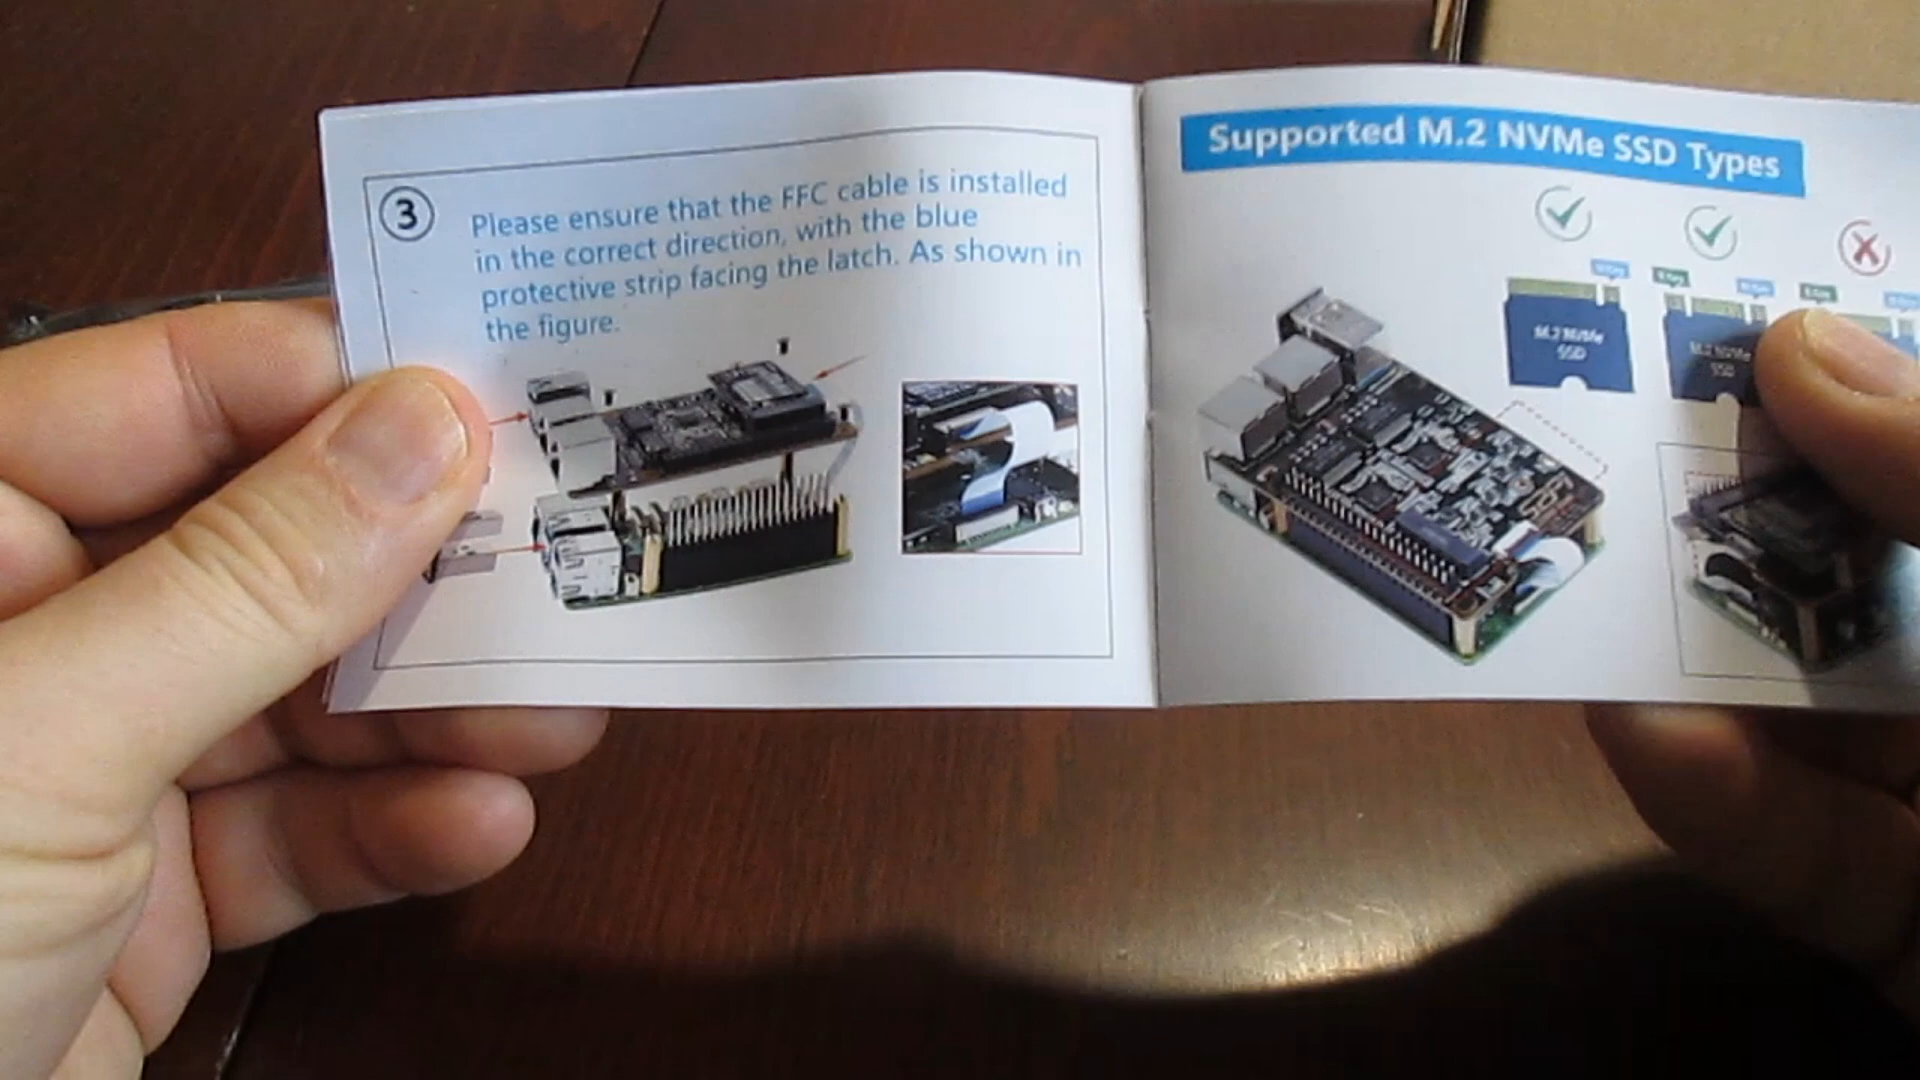 3
Please ensure that the FFC cable is installed
in the correct direction, with the blue
protective strip facing the latch. As shown in
the figure.
Supported M.2 NVMe SSD Types
M.2 NVMe
SSD
M.2 NVMe
SSD